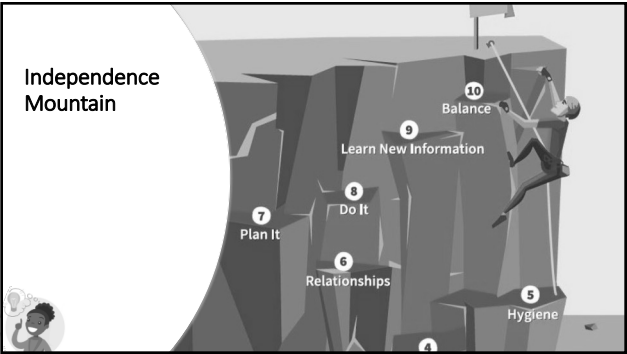 Independence
Mountain
10
Balance
9
Learn New Information
8
Do It
7
Plan It
6
Relationships
5
Hygiene
4